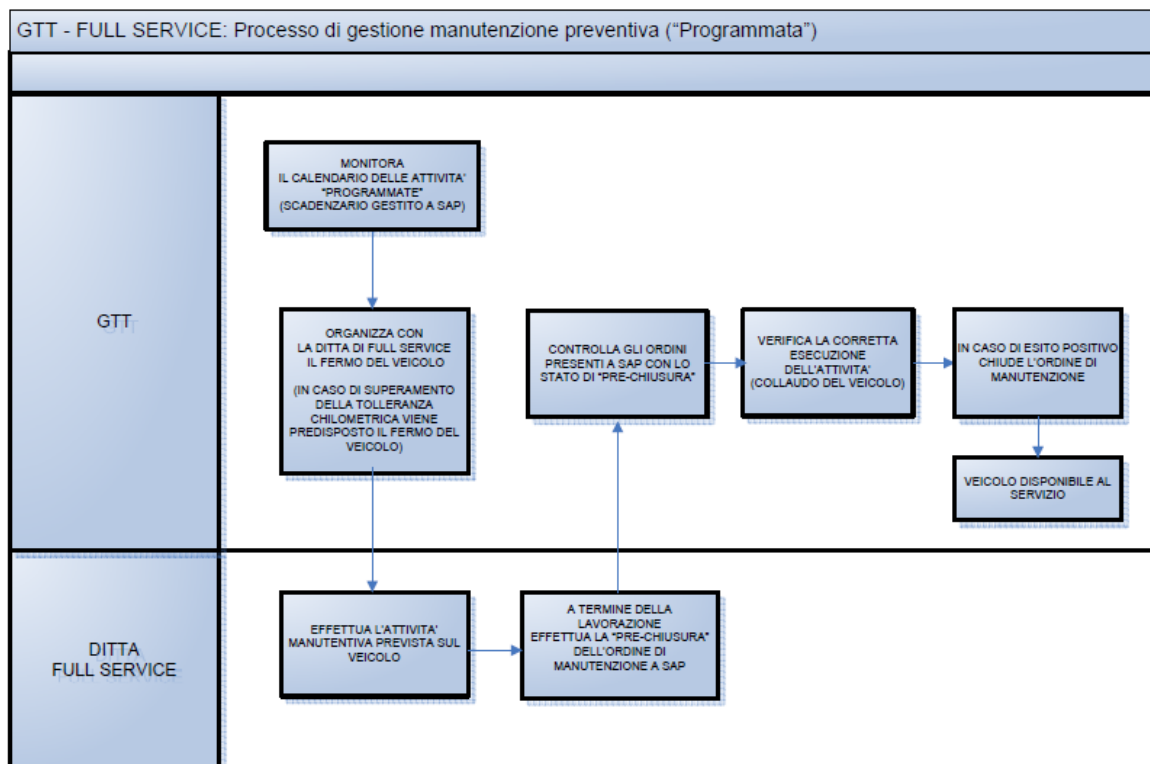 GTT - FULL SERVICE: Processo di gestione manutenzione preventiva (“Programmata”)
GTT
MONITORA
IL CALENDARIO DELLE ATTIVITA’
“PROGRAMMATE”
(SCADENZARIO GESTITO A SAP)
ORGANIZZA CON
LA DITTA DI FULL SERVICE
IL FERMO DEL VEICOLO
(IN CASO DI SUPERAMENTO
DELLA TOLLERANZA
CHILOMETRICA VIENE
PREDISPOSTO IL FERMO DEL
VEICOLO)
CONTROLLA GLI ORDINI
PRESENTI A SAP CON LO
STATO DI “PRE-CHIUSURA”
VERIFICA LA CORRETTA
ESECUZIONE
DELL’ATTIVITA’
(COLLAUDO DEL VEICOLO)
IN CASO DI ESITO POSITIVO
CHIUDE L’ORDINE DI
MANUTENZIONE
VEICOLO DISPONIBILE AL
SERVIZIO
DITTA
FULL SERVICE
EFFETTUA L’ATTIVITA’
MANUTENTIVA PREVISTA SUL
VEICOLO
A TERMINE DELLA
LAVORAZIONE
EFFETTUA LA “PRE-CHIUSURA”
DELL’ORDINE DI
MANUTENZIONE A SAP